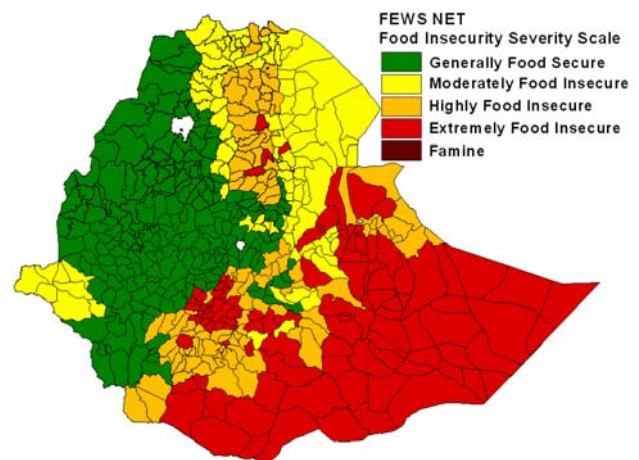 FEWS NET
Food Insecurity Severity Scale
Generally Food Secure
Moderately Food Insecure
Highly Food Insecure
Extremely Food Insecure
Famine